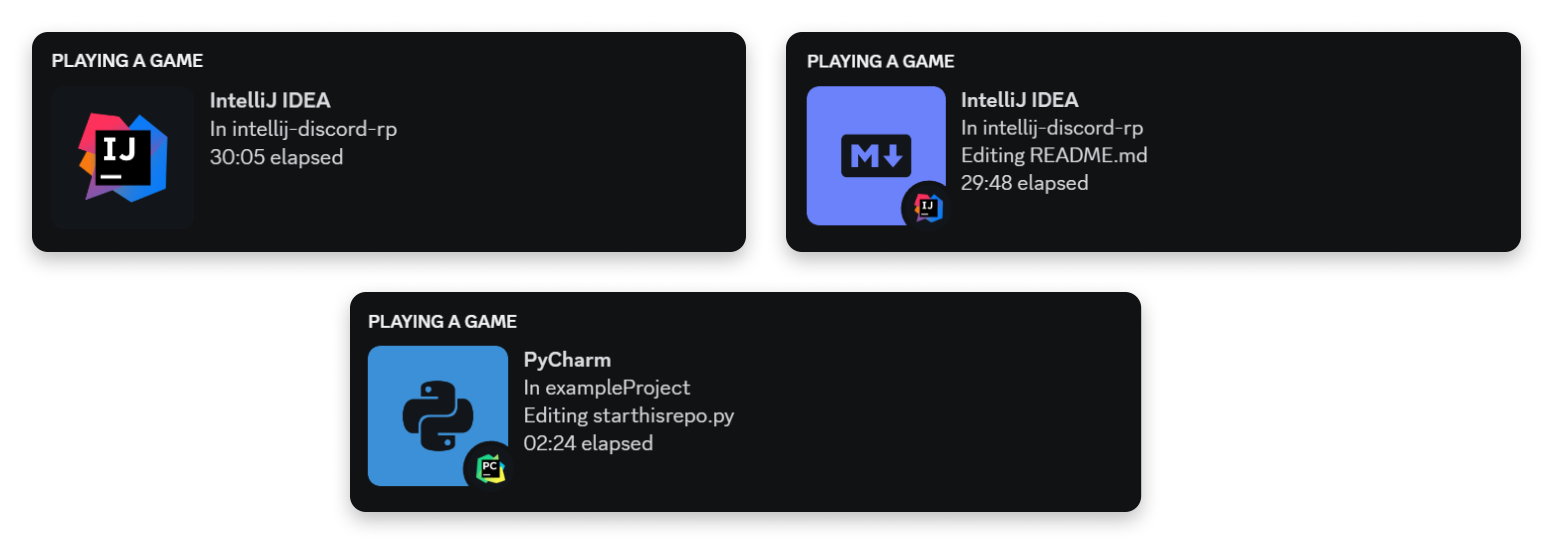 PLAYING A GAME
IJ
IntelliJ IDEA
In intellij-discord-rp
30:05 elapsed
PLAYING A GAME
M
IJ
IntelliJ IDEA
In intellij-discord-rp
Editing README.md
29:48 elapsed
PLAYING A GAME
PC
PyCharm
In exampleProject
Editing starthisrepo.py
02:24 elapsed